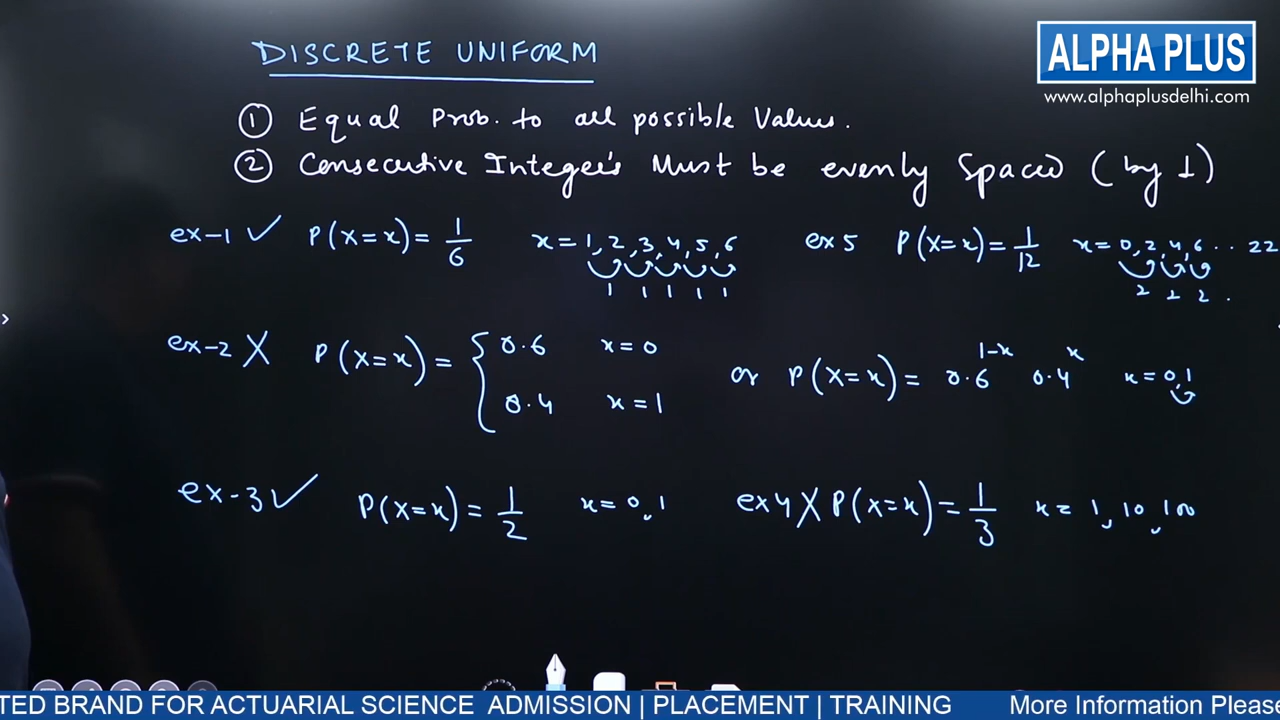 DISCRETE UNIFORM
ALPHA PLUS
www.alphaplusdelhi.com
① Equal Prob. to all possible Values.
② Consecutive Integers Must be evenly Spaced (by 1)
ex-1 ✓ P(X=x) = 1/6 x = 1, 2, 3, 4, 5, 6
1 1 1 1 1
ex 5 P(X=x) = 1/12 x = 0, 2, 4, 6 . . . 22
2 2 2 .
ex-2 X P(X=x) = { 0.6 x=0
0.4 x=1
or P(X=x) = 0.6^(1-x) 0.4^x x = 0, 1
ex-3 ✓ P(X=x) = 1/2 x = 0, 1
ex 4 X P(X=x) = 1/3 x = 1, 10, 100
TED BRAND FOR ACTUARIAL SCIENCE ADMISSION | PLACEMENT | TRAINING More Information Please